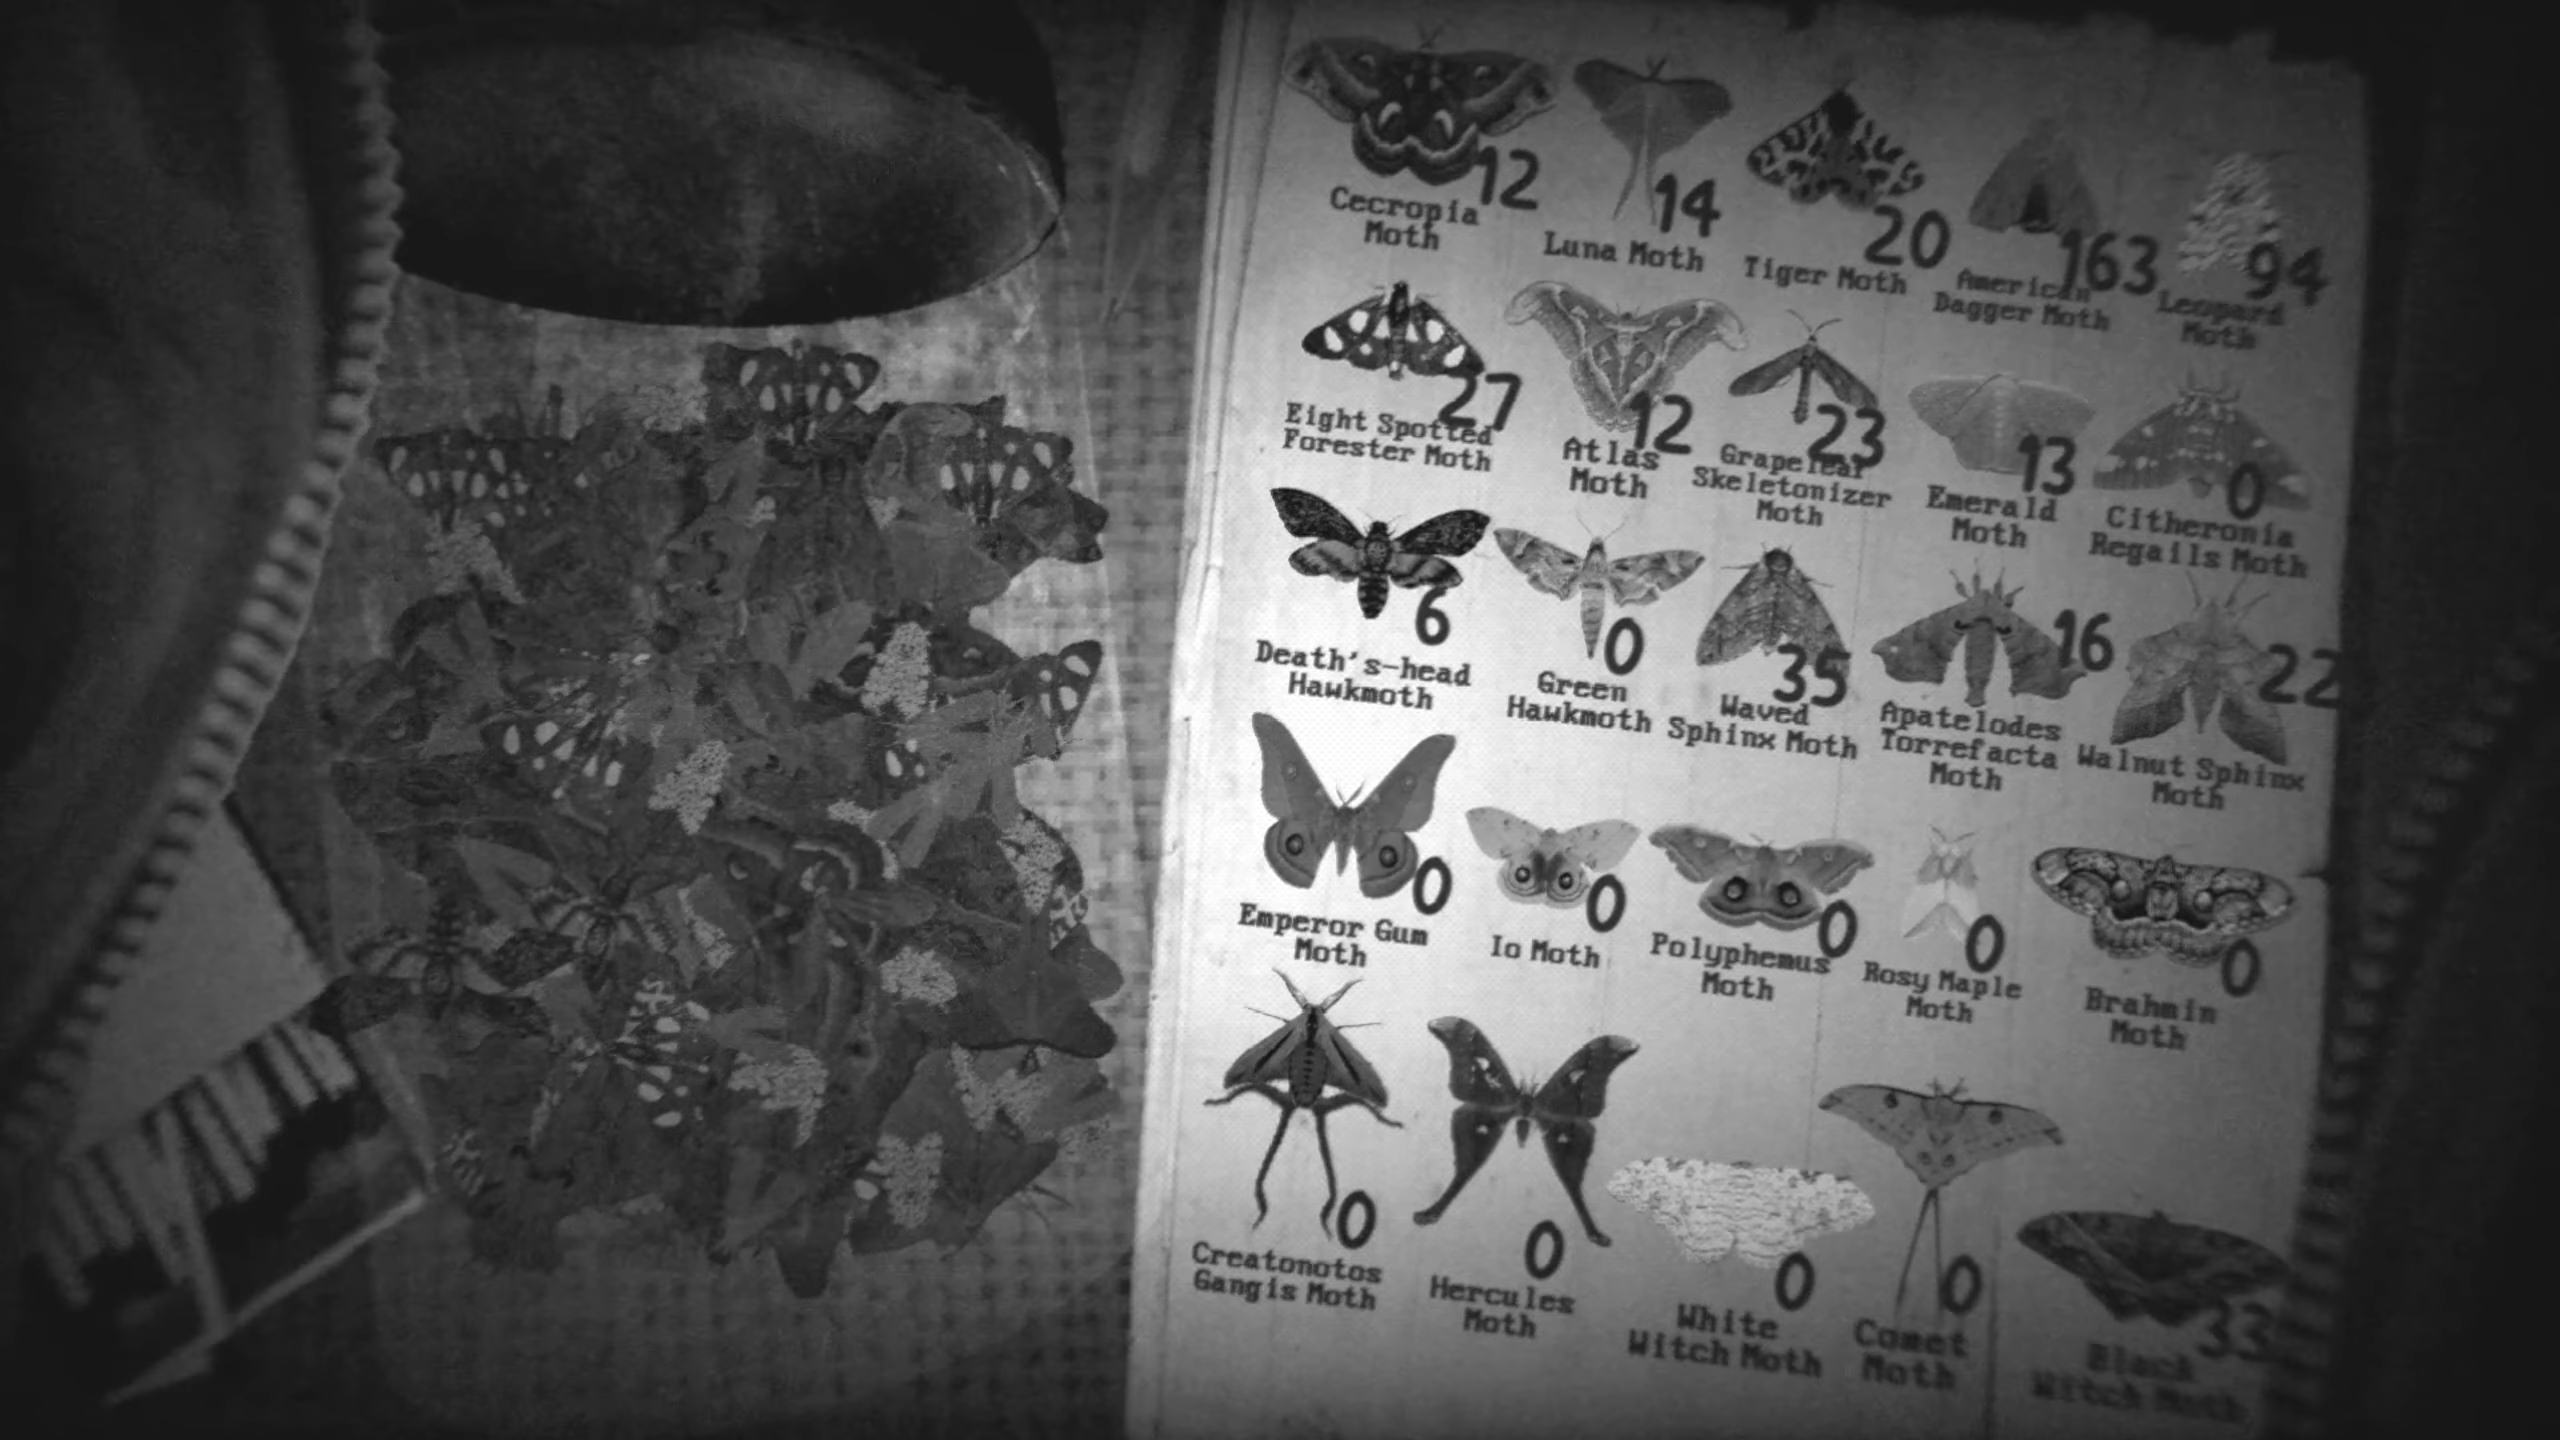 12
Cecropia
Moth
14
Luna Moth
20
Tiger Moth
163
American
Dagger Moth
94
Leopard
Moth
27
Eight Spotted
Forester Moth
12
Atlas
Moth
23
Grapeleaf
Skeletonizer
Moth
13
Emerald
Moth
0
Citheronia
Regails Moth
6
Death's-head
Hawkmoth
0
Green
Hawkmoth
35
Waved
Sphinx Moth
16
Apatelodes
Torrefacta
Moth
22
Walnut Sphinx
Moth
0
Emperor Gum
Moth
0
Io Moth
0
Polyphemus
Moth
0
Rosy Maple
Moth
0
Brahmin
Moth
0
Creatonotos
Gangis Moth
0
Hercules
Moth
0
White
Witch Moth
0
Comet
Moth
33
Black
Witch Moth